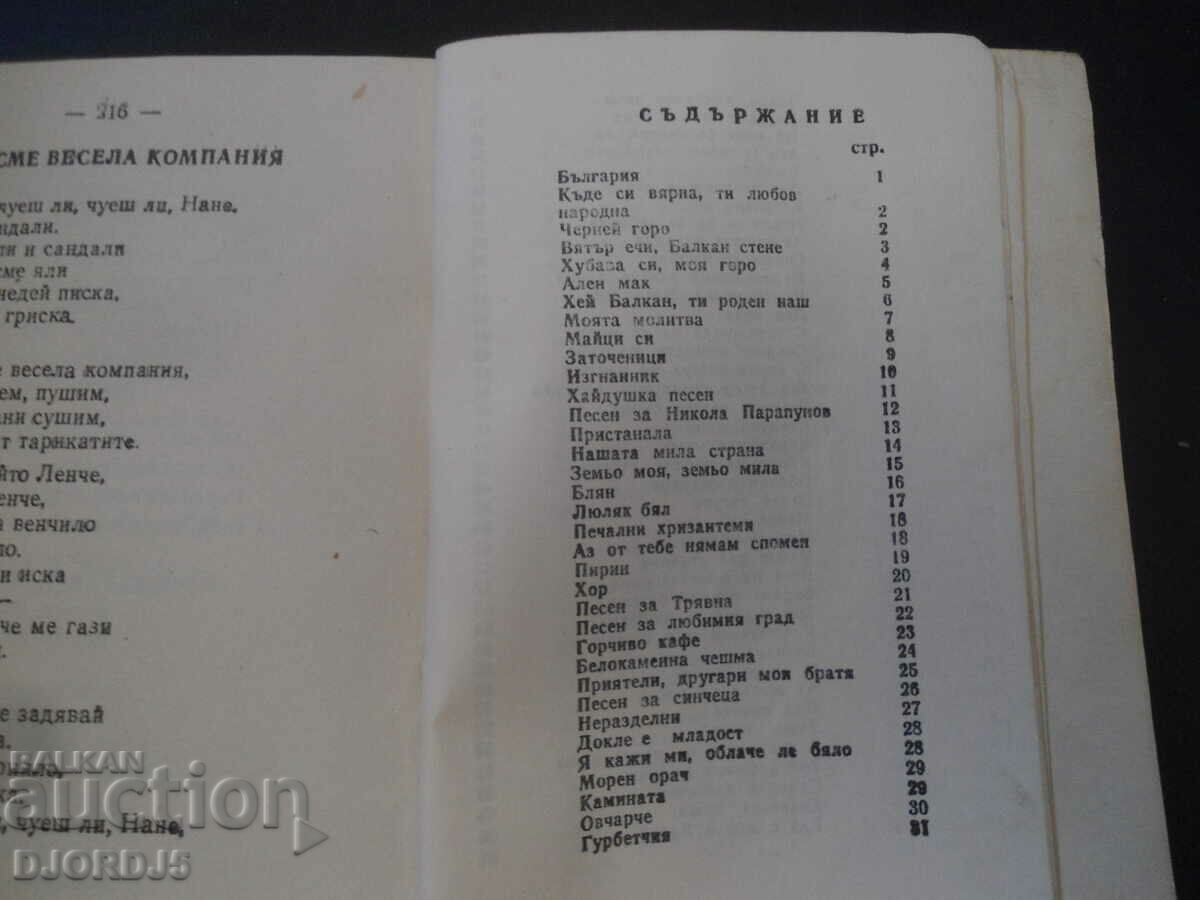 — 216 —
СМЕ ВЕСЕЛА КОМПАНИЯ
чуеш ли, чуеш ли, Нане,
ндали.
ли и сандали
сме яли
недей писка,
гриска.
е весела компания,
ем, пушим,
ани сушим,
от тарикатите.
йто Ленче,
енче,
а венчило
ло.
и иска
—
че ме гази
.
е задявай
в.
ка.
, чуеш ли, Нане,
СЪДЪРЖАНИЕ
стр.
България 1
Къде си вярна, ти любов
народна 2
Черней горо 2
Вятър ечи, Балкан стене 3
Хубава си, моя горо 4
Ален мак 5
Хей Балкан, ти роден наш 6
Моята молитва 7
Майци си 8
Заточеници 9
Изгнанник 10
Хайдушка песен 11
Песен за Никола Парапунов 12
Пристанала 13
Нашата мила страна 14
Земьо моя, земьо мила 15
Блян 16
Люляк бял 17
Печални хризантеми 18
Аз от тебе нямам спомен 18
Пирин 19
Хор 20
Песен за Трявна 21
Песен за любимия град 22
Горчиво кафе 23
Белокаменна чешма 24
Приятели, другари мои братя 25
Песен за синчеца 26
Неразделни 27
Докле е младост 28
Я кажи ми, облаче ле бяло 28
Морен орач 29
Камината 29
Овчарче 30
Гурбетчия 31
BALKAN
auction
DJORDJ5